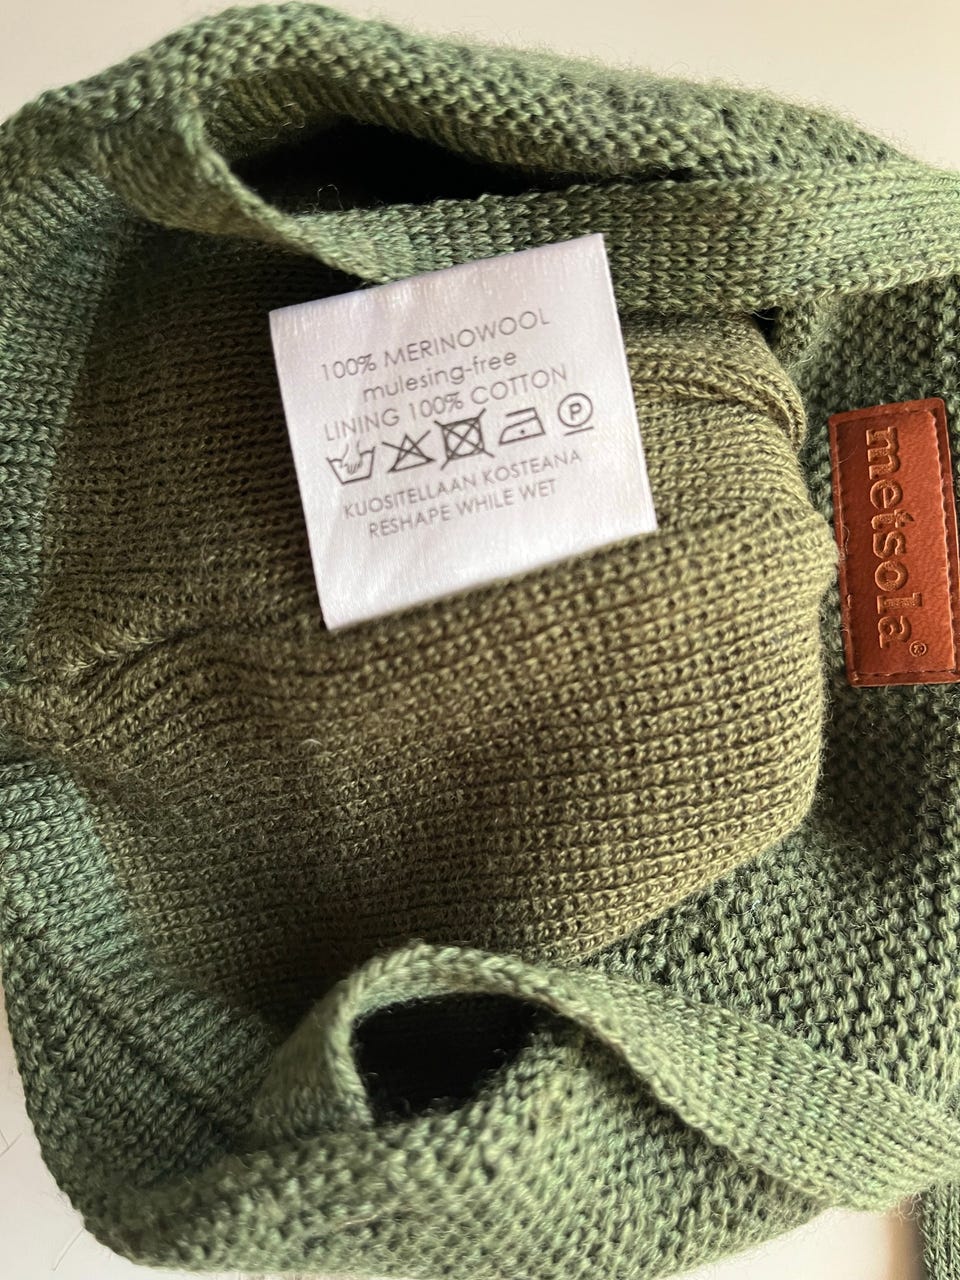 100% MERINOWOOL
mulesing-free
LINING 100% COTTON
P
KUOSITELLAAN KOSTEANA
RESHAPE WHILE WET
metsola®